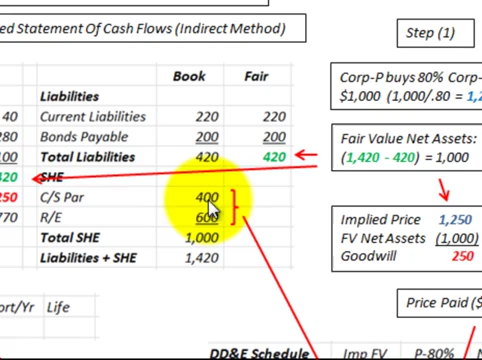 ed Statement Of Cash Flows (Indirect Method)
Step (1)
Book Fair
Corp-P buys 80% Corp-
Liabilities
$1,000 (1,000/.80 = 1,2
40 Current Liabilities 220 220
280 Bonds Payable 200 200
Fair Value Net Assets:
100 Total Liabilities 420 420
(1,420 - 420) = 1,000
420 SHE
250 C/S Par 400
770 R/E 600
Implied Price 1,250
Total SHE 1,000
FV Net Assets (1,000)
Liabilities + SHE 1,420
Goodwill 250
ort/Yr Life
Price Paid ($
DD&E Schedule Imp FV P-80%